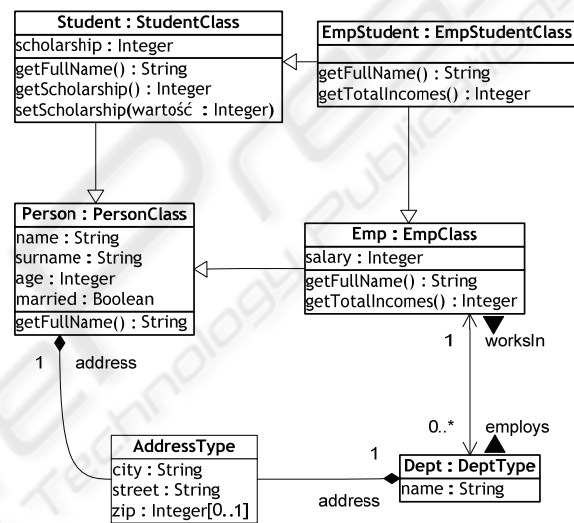 Student : StudentClass
scholarship : Integer
getFullName() : String
getScholarship() : Integer
setScholarship(wartość : Integer)
EmpStudent : EmpStudentClass
getFullName() : String
getTotalIncomes() : Integer
Person : PersonClass
name : String
surname : String
age : Integer
married : Boolean
getFullName() : String
Emp : EmpClass
salary : Integer
getFullName() : String
getTotalIncomes() : Integer
1 address
1 worksIn
0..* employs
AddressType
city : String
street : String
zip : Integer[0..1]
1
address
Dept : DeptType
name : String
Technology Publications